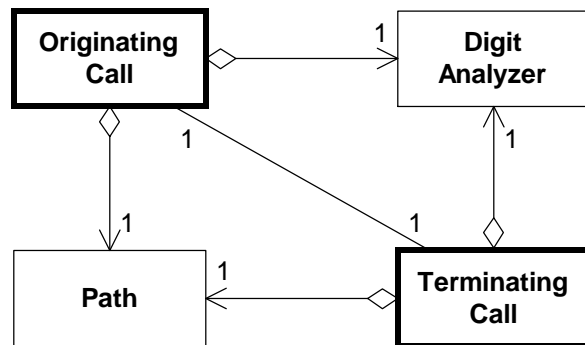 Originating
Call
1
Digit
Analyzer
1
1
1
1
1
Path
Terminating
Call